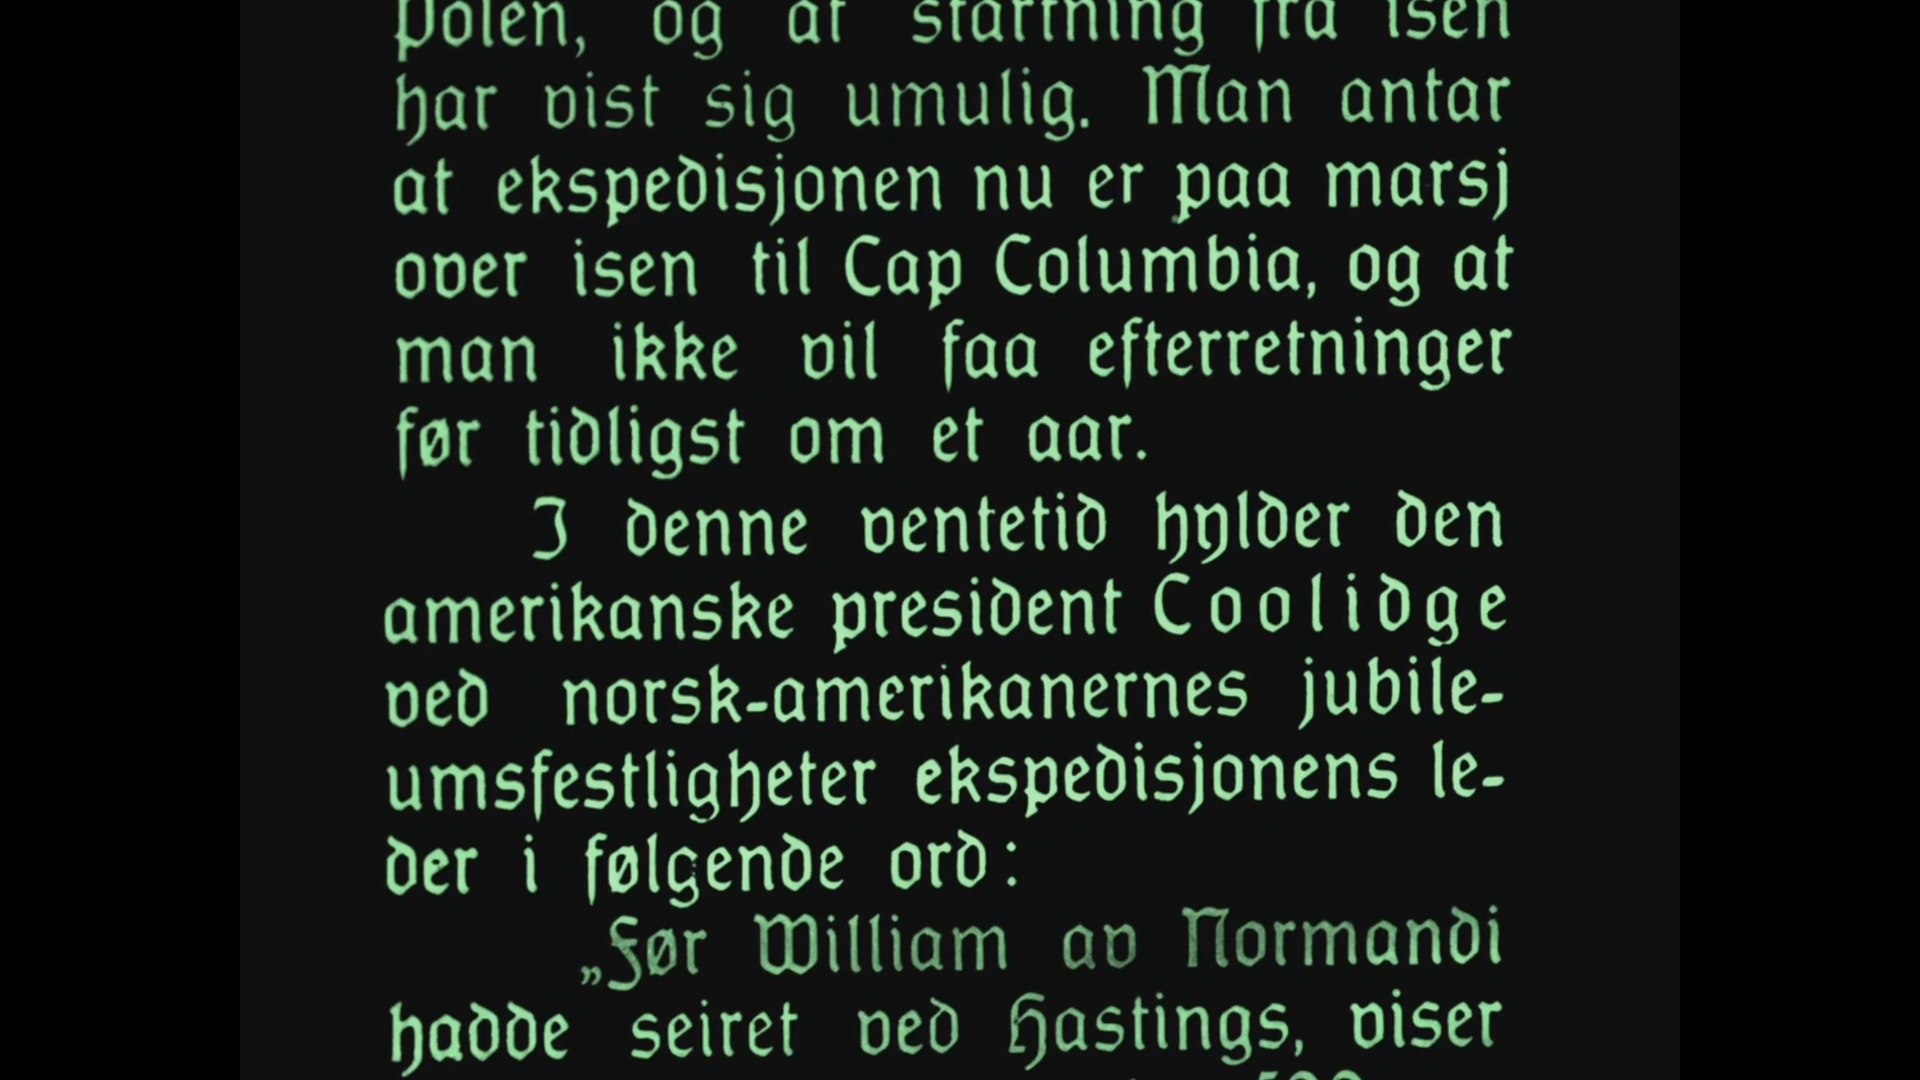 Polen, og at startning fra isen
har vist sig umulig. Man antar
at ekspedisjonen nu er paa marsj
over isen til Cap Columbia, og at
man ikke vil faa efterretninger
før tidligst om et aar.
I denne ventetid hylder den
amerikanske president Coolidge
ved norsk-amerikanernes jubile-
umsfestligheter ekspedisjonens le-
der i følgende ord:
„Før William av Normandi
hadde seiret ved Hastings, viser